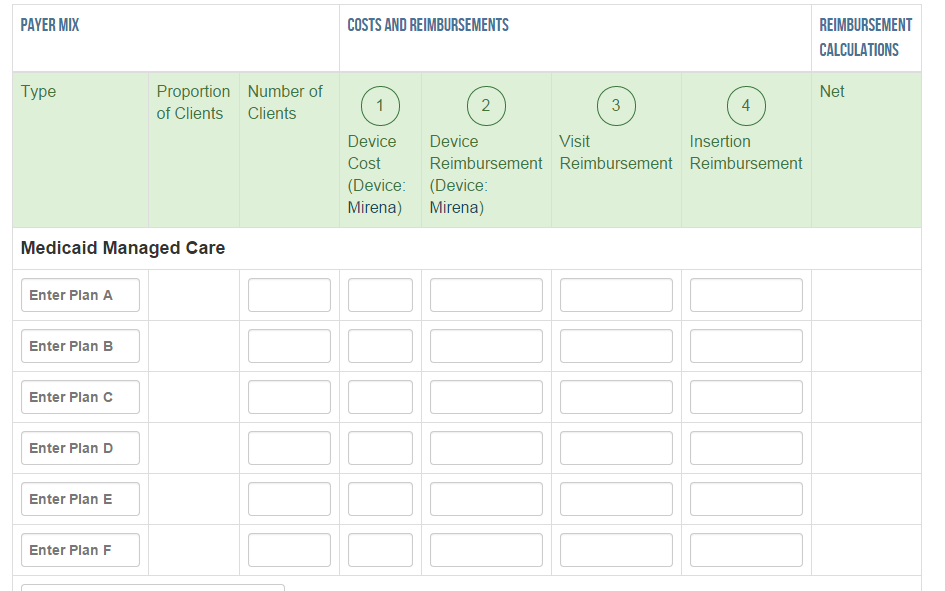 PAYER MIX
COSTS AND REIMBURSEMENTS
REIMBURSEMENT
CALCULATIONS
Type
Proportion
of Clients
Number of
Clients
1
Device
Cost
(Device:
Mirena)
2
Device
Reimbursement
(Device:
Mirena)
3
Visit
Reimbursement
4
Insertion
Reimbursement
Net
Medicaid Managed Care
Enter Plan A
Enter Plan B
Enter Plan C
Enter Plan D
Enter Plan E
Enter Plan F